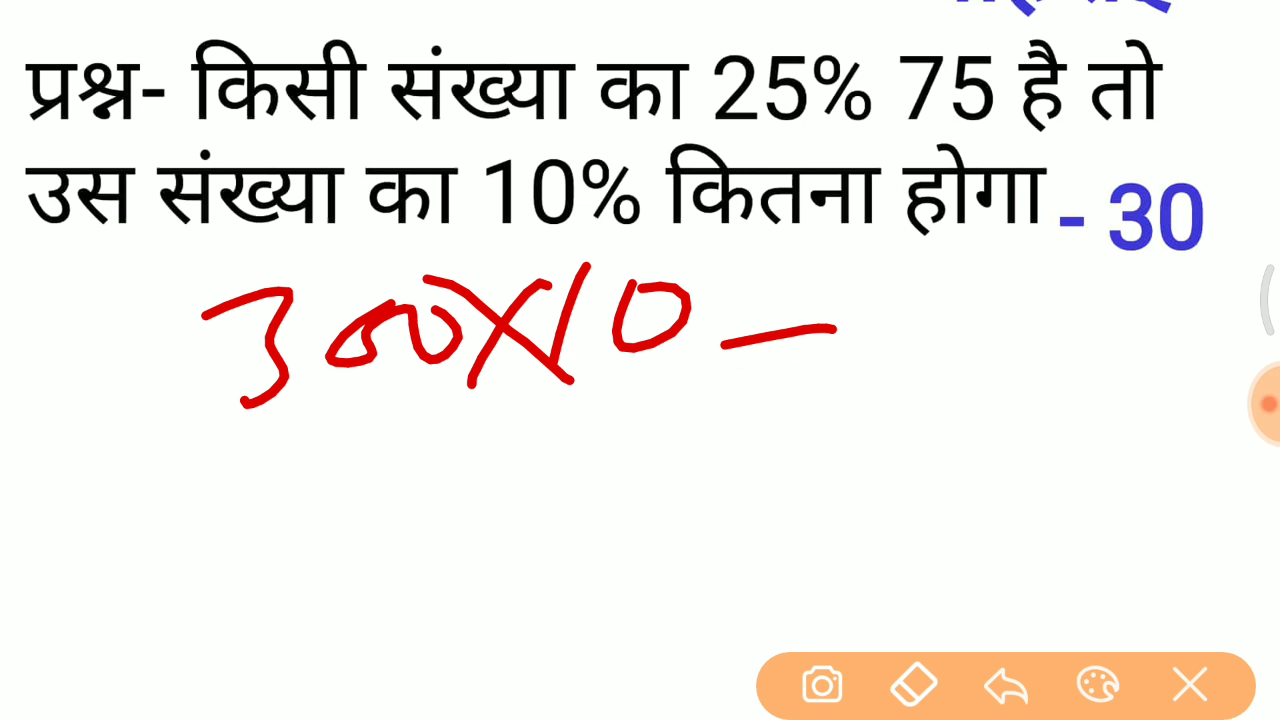 प्रश्न- किसी संख्या का 25% 75 है तो
उस संख्या का 10% कितना होगा - 30
300×10 —